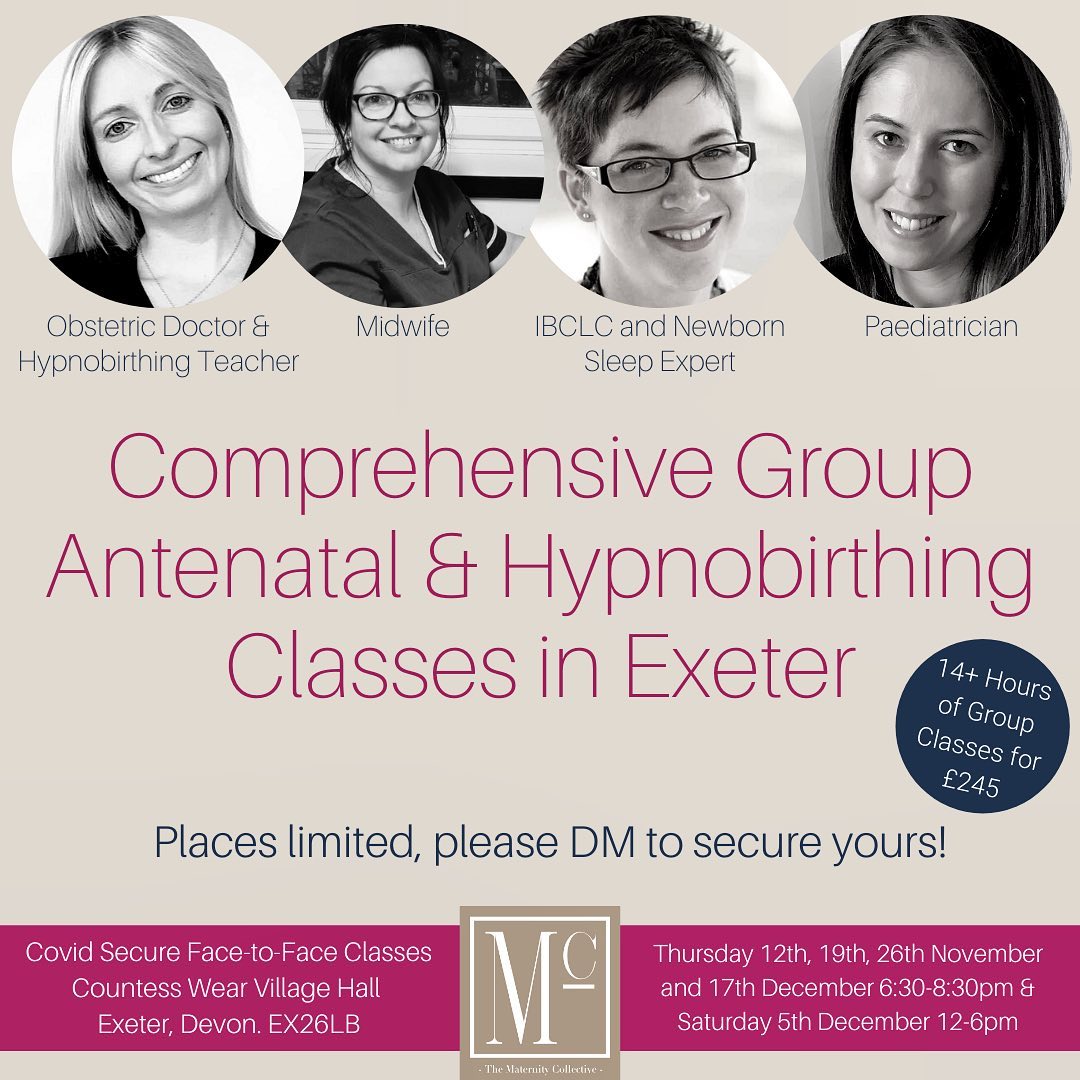 Obstetric Doctor &
Hypnobirthing Teacher
Midwife
IBCLC and Newborn
Sleep Expert
Paediatrician
Comprehensive Group
Antenatal & Hypnobirthing
Classes in Exeter
14+ Hours
of Group
Classes for
£245
Places limited, please DM to secure yours!
Covid Secure Face-to-Face Classes
Countess Wear Village Hall
Exeter, Devon. EX26LB
MC
- The Maternity Collective -
Thursday 12th, 19th, 26th November
and 17th December 6:30-8:30pm &
Saturday 5th December 12-6pm